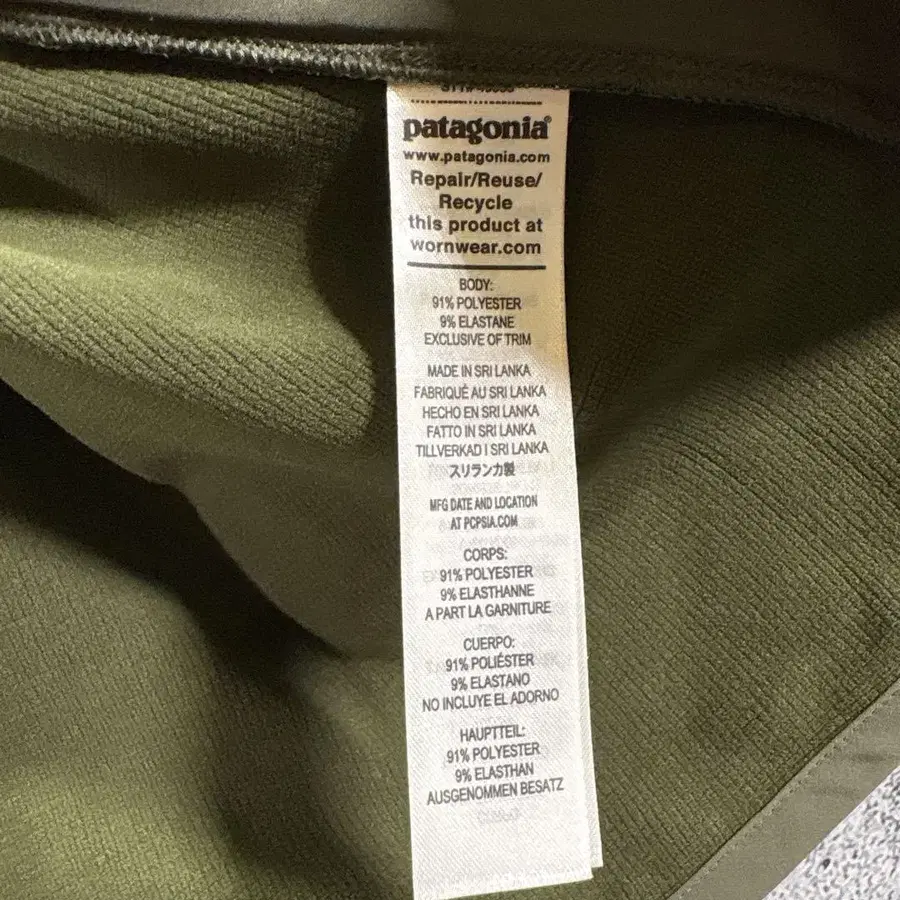 patagonia®
www.patagonia.com
Repair/Reuse/
Recycle
this product at
wornwear.com
BODY:
91% POLYESTER
9% ELASTANE
EXCLUSIVE OF TRIM
MADE IN SRI LANKA
FABRIQUÉ AU SRI LANKA
HECHO EN SRI LANKA
FATTO IN SRI LANKA
TILLVERKAD I SRI LANKA
スリランカ製
MFG DATE AND LOCATION
AT PCPSIA.COM
CORPS:
91% POLYESTER
9% ELASTHANNE
A PART LA GARNITURE
CUERPO:
91% POLIÉSTER
9% ELASTANO
NO INCLUYE EL ADORNO
HAUPTTEIL:
91% POLYESTER
9% ELASTHAN
AUSGENOMMEN BESATZ